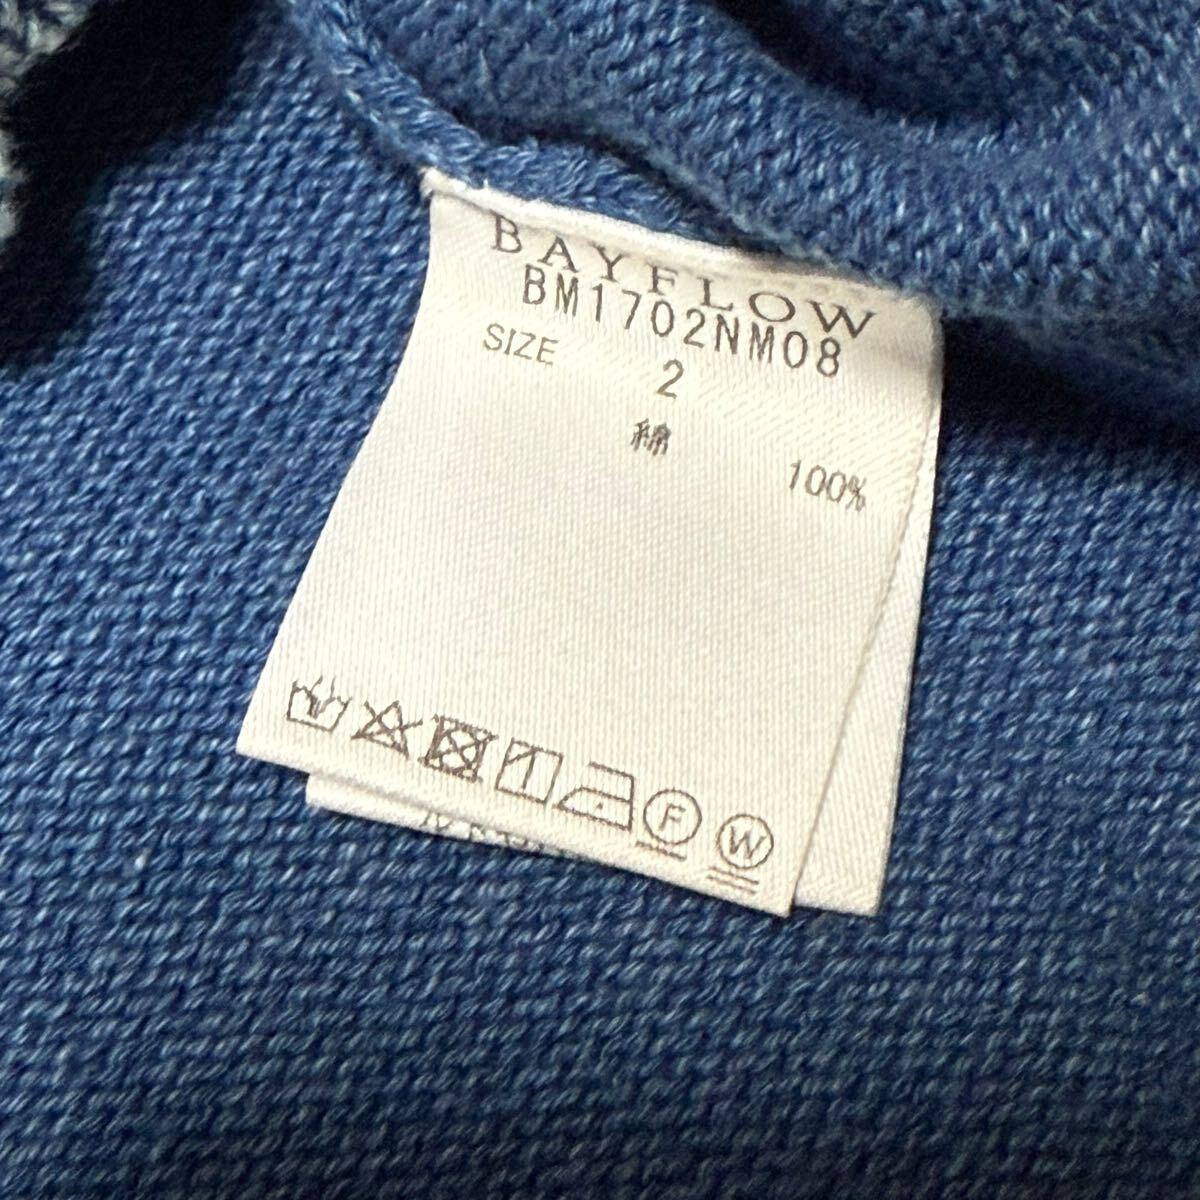 BAYFLOW
BM1702NM08
SIZE 2
綿 100%
F W